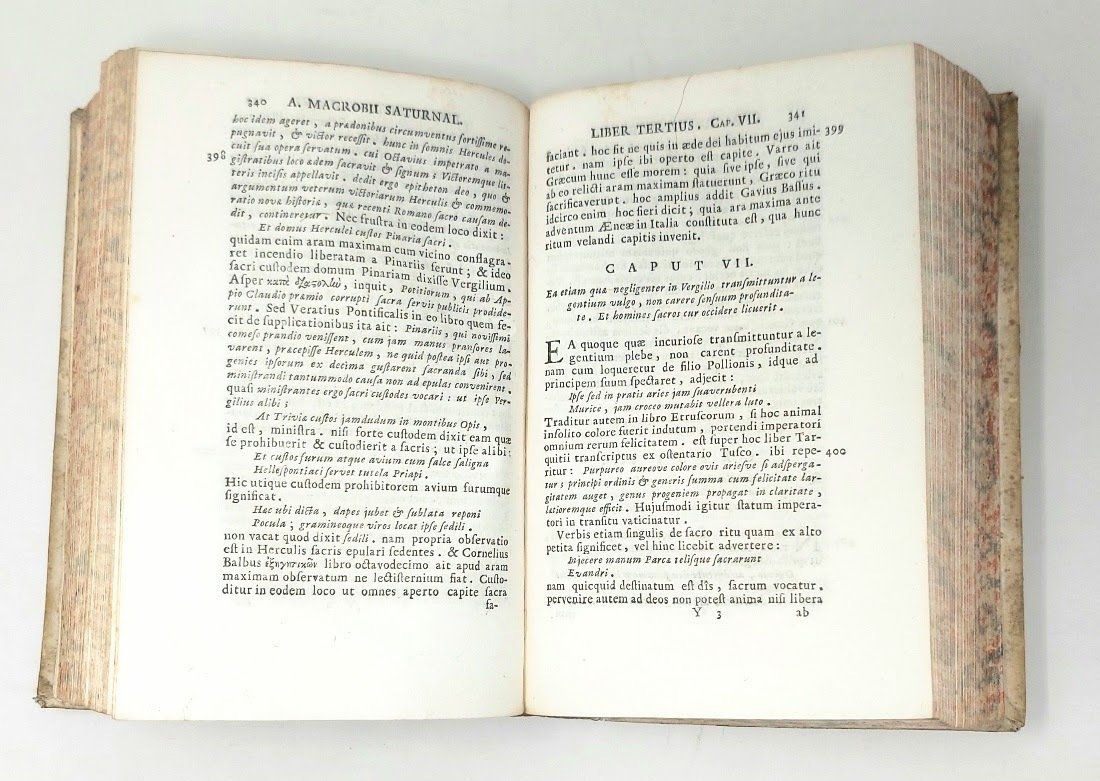 340 A. MACROBII SATURNAL.
hoc idem ageret, a prædonibus circumventus fortissime re-
pugnavit, & victor recessit. hunc in somnis Hercules do-
cuit sua opera servatum. cui Octavius impetrato a ma-
398 gistratibus loco ædem sacravit & signum; Victoremque lit-
teris incisis appellavit. dedit ergo epitheton deo, quo &
argumentum veterum victoriarum Herculis & commemo-
ratio novæ historiæ, quæ recenti Romano sacro causam de-
dit, contineretur. Nec frustra in eodem loco dixit:
Et domus Herculei custos Pinaria sacri.
quidam enim aram maximam cum vicino conflagra-
ret incendio liberatam a Pinariis ferunt; & ideo
sacri custodem domum Pinariam dixisse Vergilium.
Asper κατὰ inquit, Potitiorum, qui ab Ap-
pio Claudio præmio corrupti sacra servis publicis prodide-
runt. Sed Veratius Pontificalis in eo libro quem fe-
cit de supplicationibus ita ait: Pinariis, qui novissimi
comeso prandio venissent, cum jam manus pransores la-
varent, præcepisse Herculem, ne quid postea ipsi aut pro-
genies ipsorum ex decima gustarent sacranda sibi, sed
ministrandi tantummodo causa non ad epulas convenirent.
quasi ministrantes ergo sacri custodes vocari: ut ipse Ver-
gilius alibi;
At Triviæ custos jamdudum in montibus Opis,
id est, ministra. nisi forte custodem dixit eam quæ
se prohibuerit & custodierit a sacris; ut ipse alibi:
Et custos furum atque avium cum falce saligna
Hellespontiaci servet tutela Priapi.
Hic utique custodem prohibitorem avium furumque
significat.
Hæc ubi dicta, dapes jubet & sublata reponi
Pocula; gramineoque viros locat ipse sedili.
non vacat quod dixit sedili. nam propria observatio
est in Herculis sacris epulari sedentes. & Cornelius
Balbus ἐξηγητικῶν libro octavodecimo ait apud aram
maximam observatum ne lectisternium fiat. Custo-
ditur in eodem loco ut omnes aperto capite sacra
fa-
LIBER TERTIUS. CAP. VII. 341
faciant. hoc fit ne quis in æde dei habitum ejus imi- 399
tetur. nam ipse ibi operto est capite. Varro ait
Græcum hunc esse morem: quia sive ipse, sive qui
ab eo relicti aram maximam statuerunt, Græco ritu
sacrificaverunt. hoc amplius addit Gavius Bassus.
idcirco enim hoc fieri dicit; quia ara maxima ante
adventum Æneæ in Italia constituta est, qua hunc
ritum velandi capitis invenit.
CAPUT VII.
Ea etiam quæ negligenter in Vergilio transmittuntur a le-
gentium vulgo, non carere sensuum profundita-
te. Et homines sacros cur occidere licuerit.
EA quoque quæ incuriose transmittuntur a le-
gentium plebe, non carent profunditate.
nam cum loqueretur de filio Pollionis, idque ad
principem suum spectaret, adjecit:
Ipse sed in pratis aries jam suaverubenti
Murice, jam crocco mutabit vellera luto.
Traditur autem in libro Etruscorum, si hoc animal
insolito colore fuerit indutum, portendi imperatori
omnium rerum felicitatem. est super hoc liber Tar-
quitii transcriptus ex ostentario Tusco. ibi repe- 400
ritur: Purpureo aureove colore ovis ariesve si adsperga-
tur; principi ordinis & generis summa cum felicitate lar-
gitatem auget, genus progeniem propagat in claritate,
latioremque efficit. Hujusmodi igitur statum impera-
tori in transitu vaticinatur.
Verbis etiam singulis de sacro ritu quam ex alto
petita significet, vel hinc licebit advertere:
Injecere manum Parcæ telisque sacrarunt
Evandri.
nam quicquid destinatum est dîs, sacrum vocatur.
pervenire autem ad deos non potest anima nisi libera
Y 3 ab